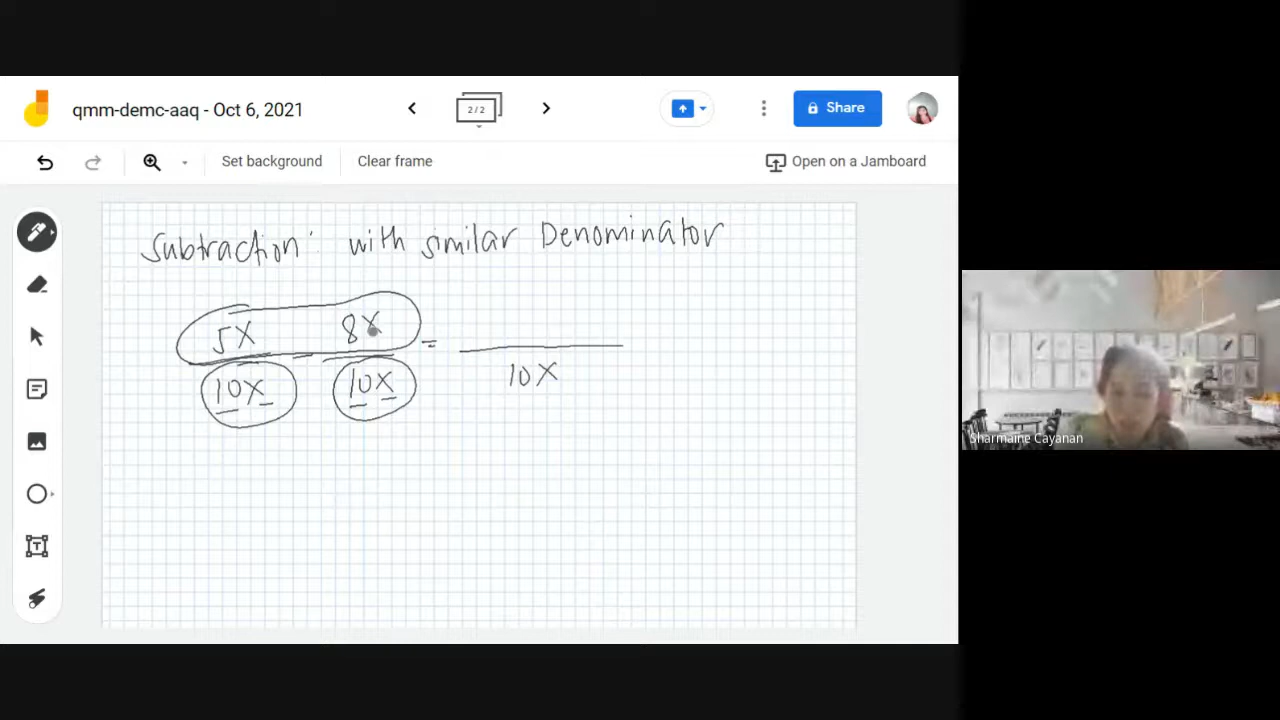 qmm-demc-aaq - Oct 6, 2021
2/2
Share
Set background
Clear frame
Open on a Jamboard
Subtraction: with similar Denominator
5X - 8X =
10X 10X 10X
Sharmaine Cayanan